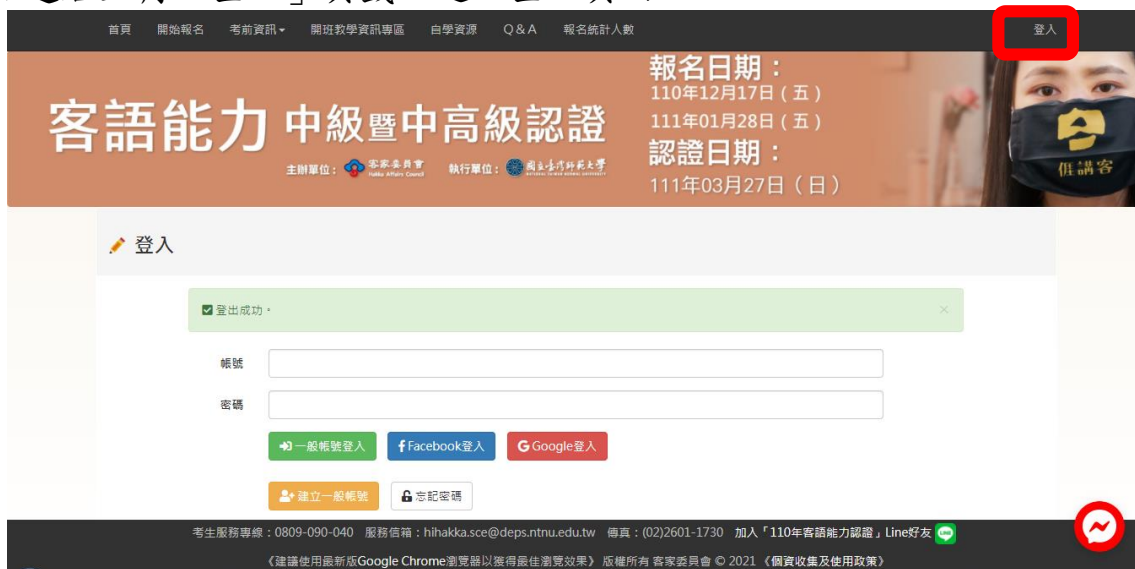 首頁 開始報名 考前資訊 開班教學資訊專區 自學資源 Q&A 報名統計人數 登入
客語能力 中級暨中高級認證
主辦單位: 客家委員會 Hakka Affairs Council 執行單位: 國立臺灣師範大學
報名日期:
110年12月17日(五)
111年01月28日(五)
認證日期:
111年03月27日(日)
𠊎講客
登入
登出成功。 ×
帳號
密碼
一般帳號登入 Facebook登入 Google登入
建立一般帳號 忘記密碼
考生服務專線:0809-090-040 服務信箱:hihakka.sce@deps.ntnu.edu.tw 傳真:(02)2601-1730 加入「110年客語能力認證」Line好友
《建議使用最新版Google Chrome瀏覽器以獲得最佳瀏覽效果》 版權所有 客家委員會 © 2021 《個資收集及使用政策》